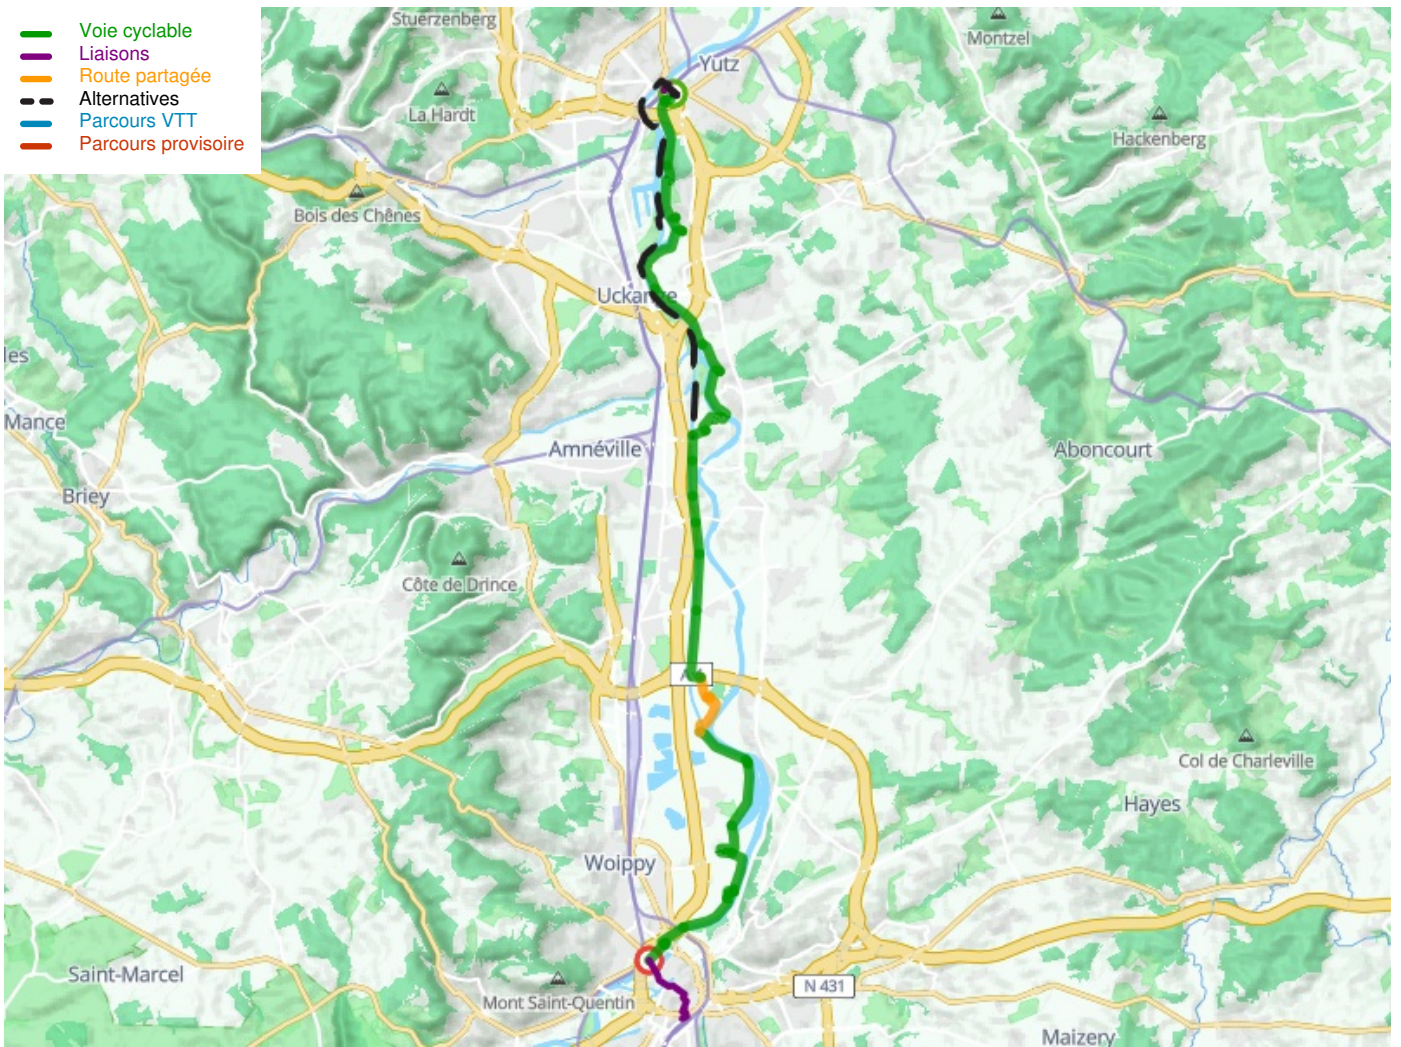 Voie cyclable
Liaisons
Route partagée
Alternatives
Parcours VTT
Parcours provisoire
Stuerzenberg
Montzel
Yutz
La Hardt
Hackenberg
Bois des Chênes
Uckange
les
Mance
Amnéville
Aboncourt
Briey
Côte de Drince
Col de Charleville
Hayes
Woippy
Saint-Marcel
N 431
Mont Saint-Quentin
Maizery